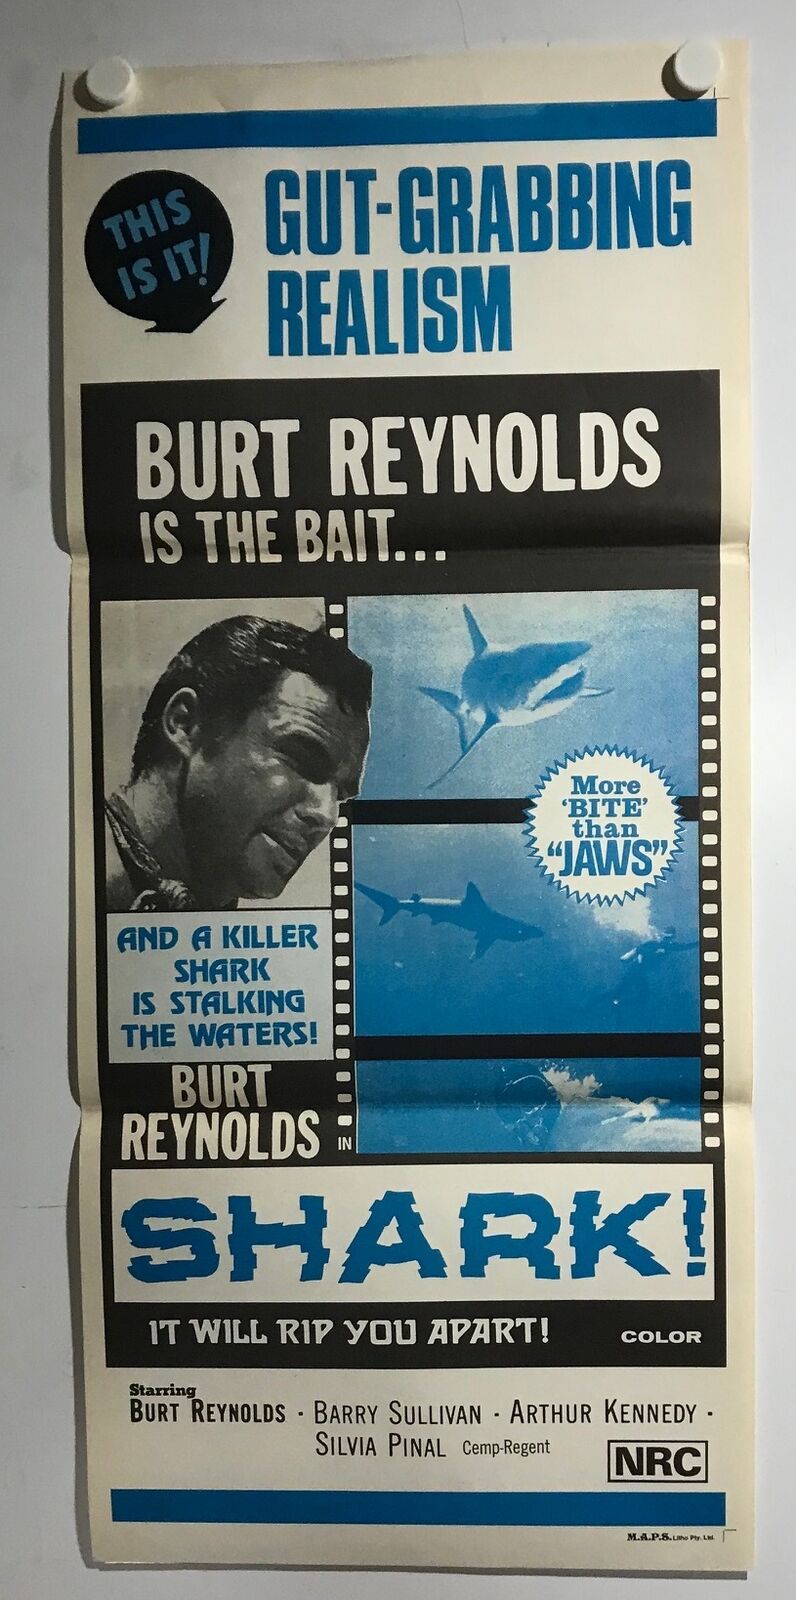 THIS
IS IT!
GUT-GRABBING
REALISM
BURT REYNOLDS
IS THE BAIT...
More
'BITE'
than
"JAWS"
AND A KILLER
SHARK
IS STALKING
THE WATERS!
BURT
REYNOLDS IN
SHARK!
IT WILL RIP YOU APART! COLOR
Starring
BURT REYNOLDS · BARRY SULLIVAN · ARTHUR KENNEDY ·
SILVIA PINAL Cemp-Regent
NRC
M.A.P.S. Litho Pty. Ltd.